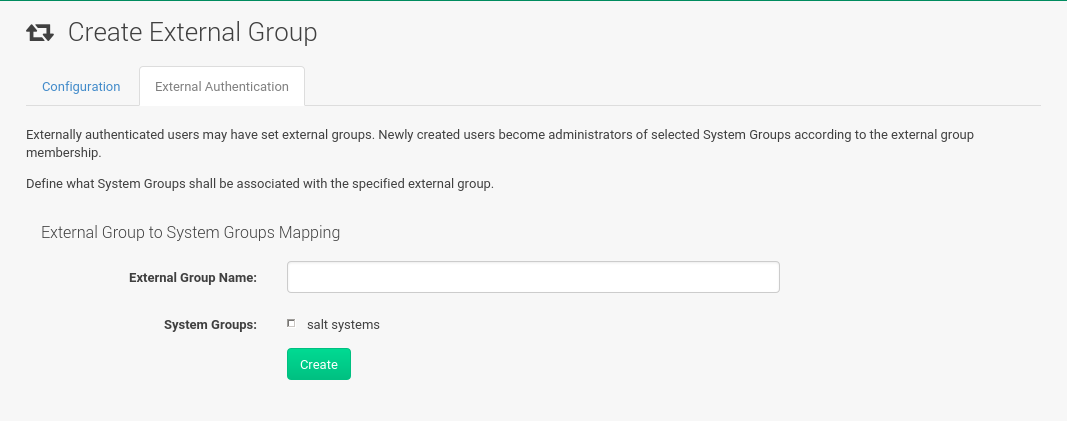 Create External Group
Configuration
External Authentication
Externally authenticated users may have set external groups. Newly created users become administrators of selected System Groups according to the external group
membership.
Define what System Groups shall be associated with the specified external group.
External Group to System Groups Mapping
External Group Name:
System Groups:
salt systems
Create